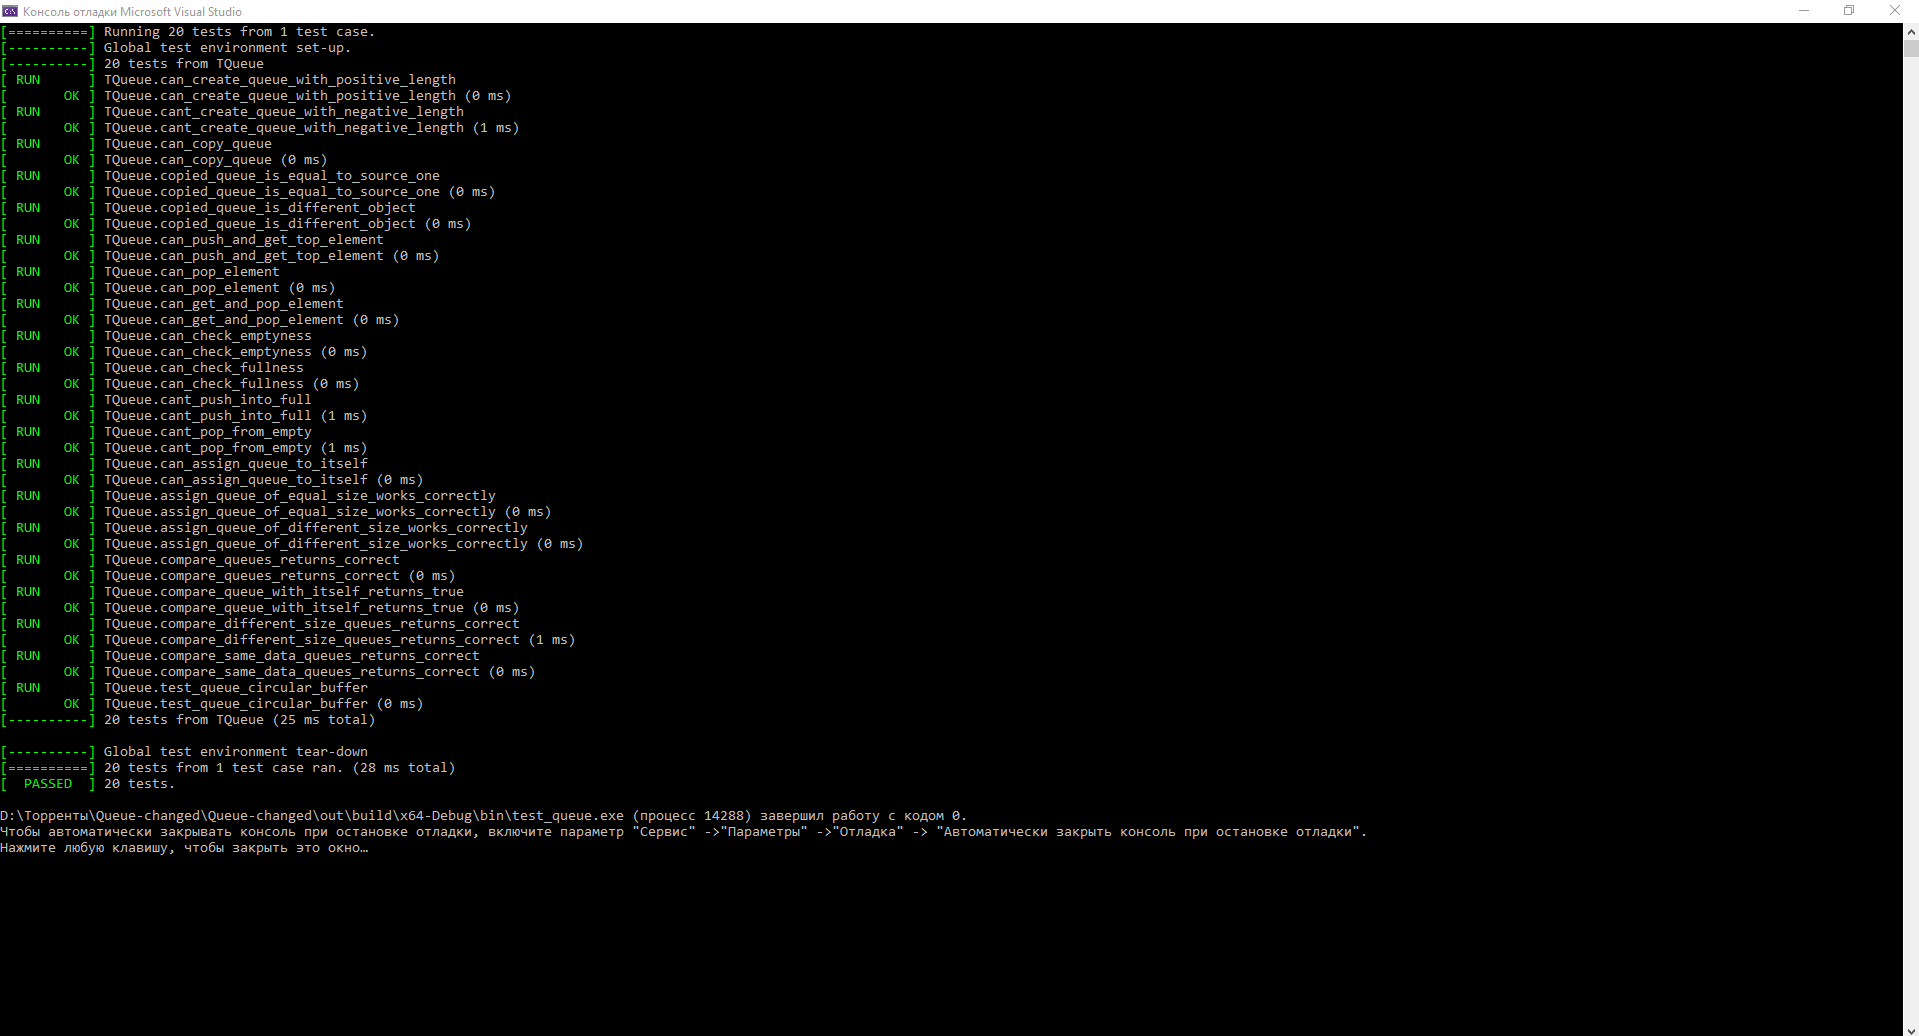 Консоль отладки Microsoft Visual Studio
[==========] Running 20 tests from 1 test case.
[----------] Global test environment set-up.
[----------] 20 tests from TQueue
[ RUN      ] TQueue.can_create_queue_with_positive_length
[       OK ] TQueue.can_create_queue_with_positive_length (0 ms)
[ RUN      ] TQueue.cant_create_queue_with_negative_length
[       OK ] TQueue.cant_create_queue_with_negative_length (1 ms)
[ RUN      ] TQueue.can_copy_queue
[       OK ] TQueue.can_copy_queue (0 ms)
[ RUN      ] TQueue.copied_queue_is_equal_to_source_one
[       OK ] TQueue.copied_queue_is_equal_to_source_one (0 ms)
[ RUN      ] TQueue.copied_queue_is_different_object
[       OK ] TQueue.copied_queue_is_different_object (0 ms)
[ RUN      ] TQueue.can_push_and_get_top_element
[       OK ] TQueue.can_push_and_get_top_element (0 ms)
[ RUN      ] TQueue.can_pop_element
[       OK ] TQueue.can_pop_element (0 ms)
[ RUN      ] TQueue.can_get_and_pop_element
[       OK ] TQueue.can_get_and_pop_element (0 ms)
[ RUN      ] TQueue.can_check_emptyness
[       OK ] TQueue.can_check_emptyness (0 ms)
[ RUN      ] TQueue.can_check_fullness
[       OK ] TQueue.can_check_fullness (0 ms)
[ RUN      ] TQueue.cant_push_into_full
[       OK ] TQueue.cant_push_into_full (1 ms)
[ RUN      ] TQueue.cant_pop_from_empty
[       OK ] TQueue.cant_pop_from_empty (1 ms)
[ RUN      ] TQueue.can_assign_queue_to_itself
[       OK ] TQueue.can_assign_queue_to_itself (0 ms)
[ RUN      ] TQueue.assign_queue_of_equal_size_works_correctly
[       OK ] TQueue.assign_queue_of_equal_size_works_correctly (0 ms)
[ RUN      ] TQueue.assign_queue_of_different_size_works_correctly
[       OK ] TQueue.assign_queue_of_different_size_works_correctly (0 ms)
[ RUN      ] TQueue.compare_queues_returns_correct
[       OK ] TQueue.compare_queues_returns_correct (0 ms)
[ RUN      ] TQueue.compare_queue_with_itself_returns_true
[       OK ] TQueue.compare_queue_with_itself_returns_true (0 ms)
[ RUN      ] TQueue.compare_different_size_queues_returns_correct
[       OK ] TQueue.compare_different_size_queues_returns_correct (1 ms)
[ RUN      ] TQueue.compare_same_data_queues_returns_correct
[       OK ] TQueue.compare_same_data_queues_returns_correct (0 ms)
[ RUN      ] TQueue.test_queue_circular_buffer
[       OK ] TQueue.test_queue_circular_buffer (0 ms)
[----------] 20 tests from TQueue (25 ms total)
[----------] Global test environment tear-down
[==========] 20 tests from 1 test case ran. (28 ms total)
[  PASSED  ] 20 tests.
D:\Торренты\Queue-changed\Queue-changed\out\build\x64-Debug\bin\test_queue.exe (процесс 14288) завершил работу с кодом 0.
Чтобы автоматически закрывать консоль при остановке отладки, включите параметр "Сервис" ->"Параметры" ->"Отладка" -> "Автоматически закрыть консоль при остановке отладки".
Нажмите любую клавишу, чтобы закрыть это окно…